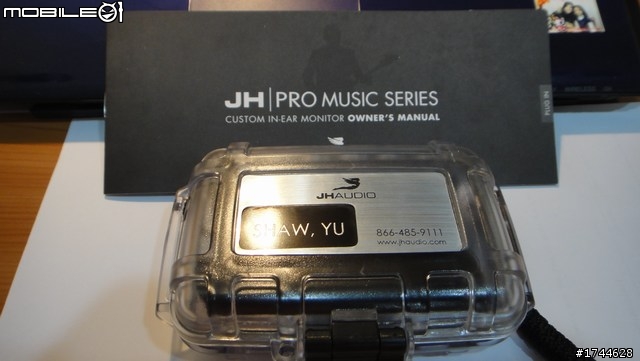 MOBILE01
JH | PRO MUSIC SERIES
CUSTOM IN-EAR MONITOR OWNER'S MANUAL
JHAUDIO
SHAW, YU
866-485-9111
www.jhaudio.com
#1744628